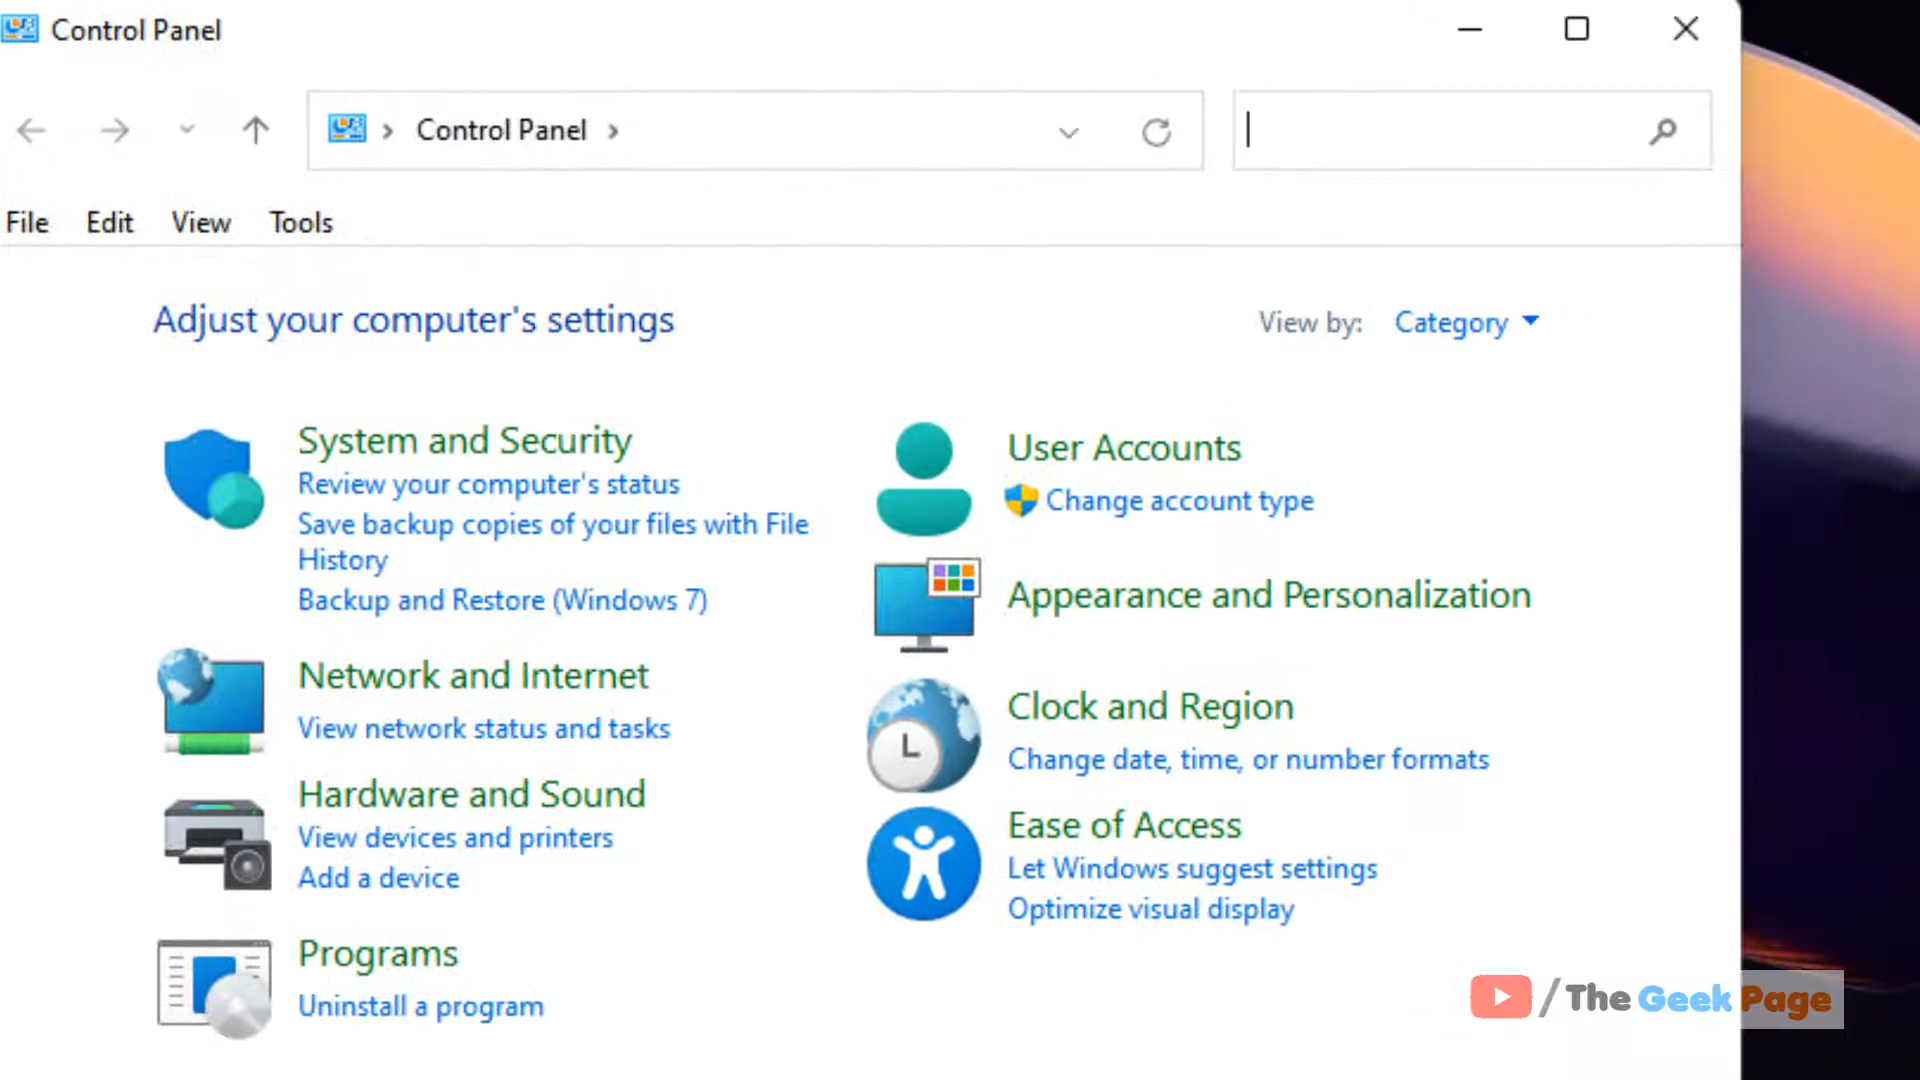 Control Panel
Control Panel
File Edit View Tools
Adjust your computer's settings
View by: Category
System and Security
Review your computer's status
Save backup copies of your files with File
History
Backup and Restore (Windows 7)
Network and Internet
View network status and tasks
Hardware and Sound
View devices and printers
Add a device
Programs
Uninstall a program
User Accounts
Change account type
Appearance and Personalization
Clock and Region
Change date, time, or number formats
Ease of Access
Let Windows suggest settings
Optimize visual display
/The Geek Page